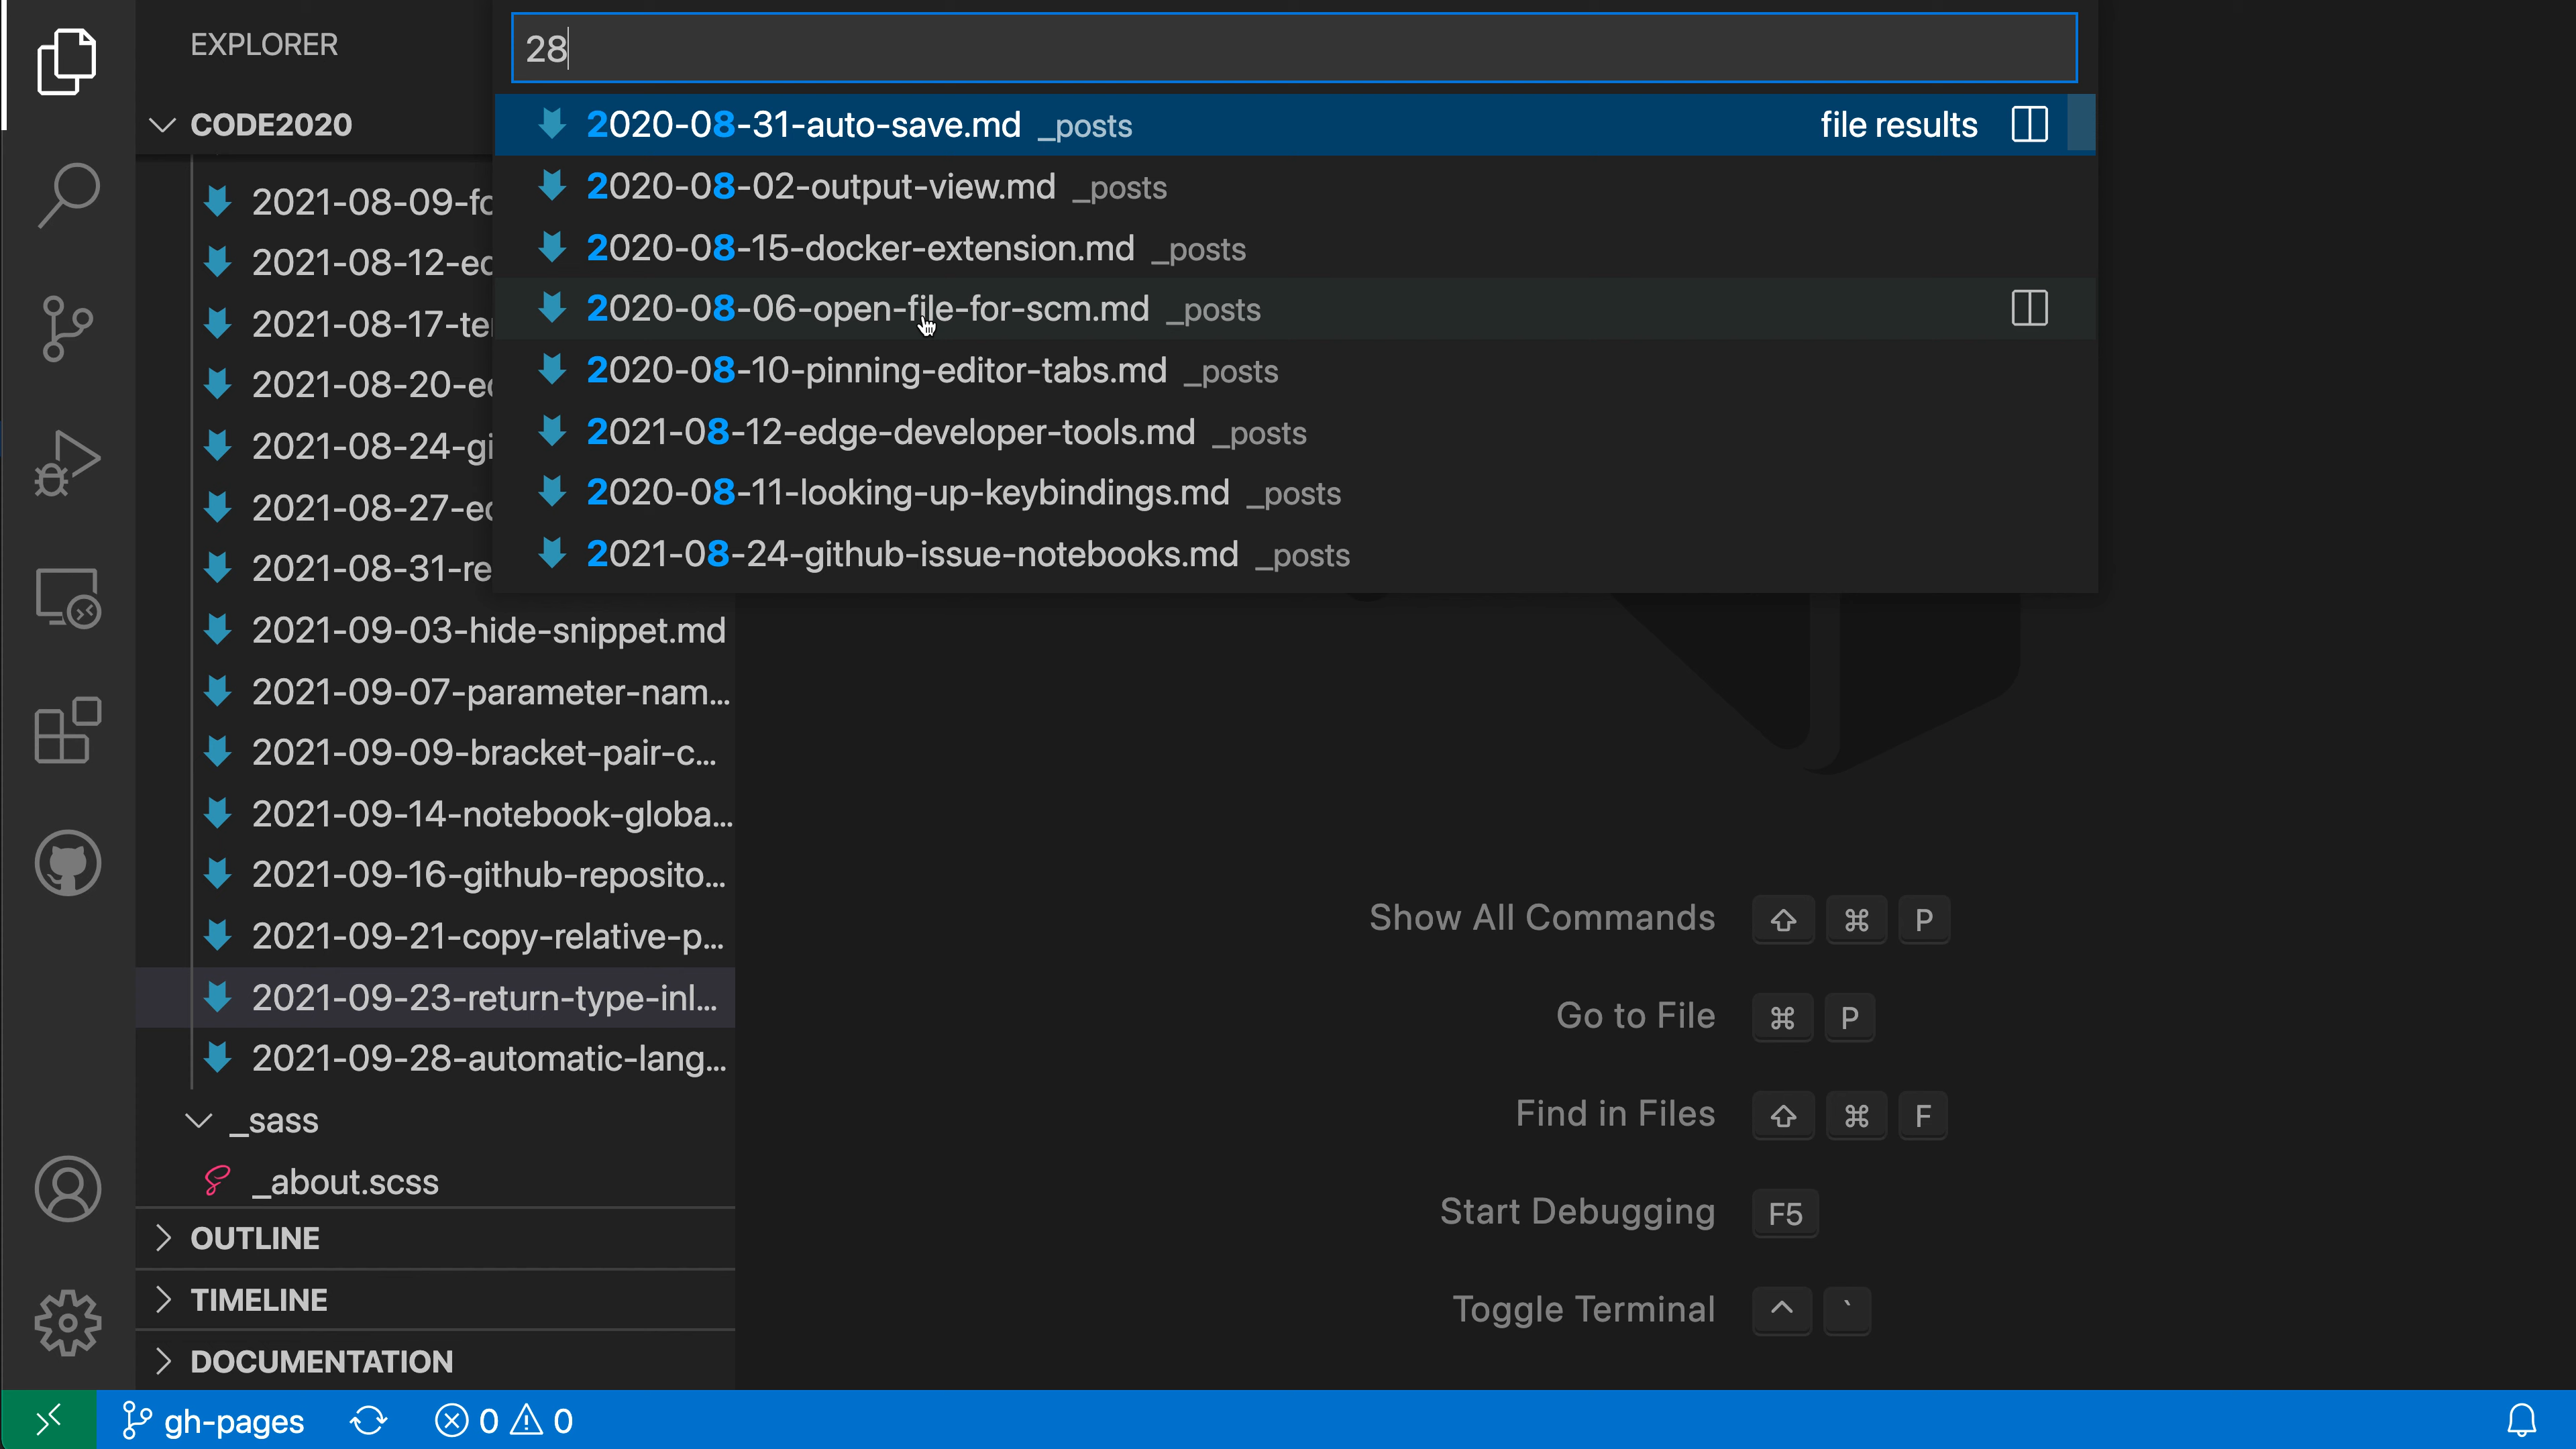 EXPLORER
CODE2020
2021-08-09-fo
2021-08-12-ed
2021-08-17-te
2021-08-20-ed
2021-08-24-gi
2021-08-27-ed
2021-08-31-re
2021-09-03-hide-snippet.md
2021-09-07-parameter-nam...
2021-09-09-bracket-pair-c...
2021-09-14-notebook-globa...
2021-09-16-github-reposito...
2021-09-21-copy-relative-p...
2021-09-23-return-type-inl...
2021-09-28-automatic-lang...
_sass
_about.scss
OUTLINE
TIMELINE
DOCUMENTATION
28
2020-08-31-auto-save.md _posts file results
2020-08-02-output-view.md _posts
2020-08-15-docker-extension.md _posts
2020-08-06-open-file-for-scm.md _posts
2020-08-10-pinning-editor-tabs.md _posts
2021-08-12-edge-developer-tools.md _posts
2020-08-11-looking-up-keybindings.md _posts
2021-08-24-github-issue-notebooks.md _posts
Show All Commands ⇧ ⌘ P
Go to File ⌘ P
Find in Files ⇧ ⌘ F
Start Debugging F5
Toggle Terminal ^ `
gh-pages 0 0